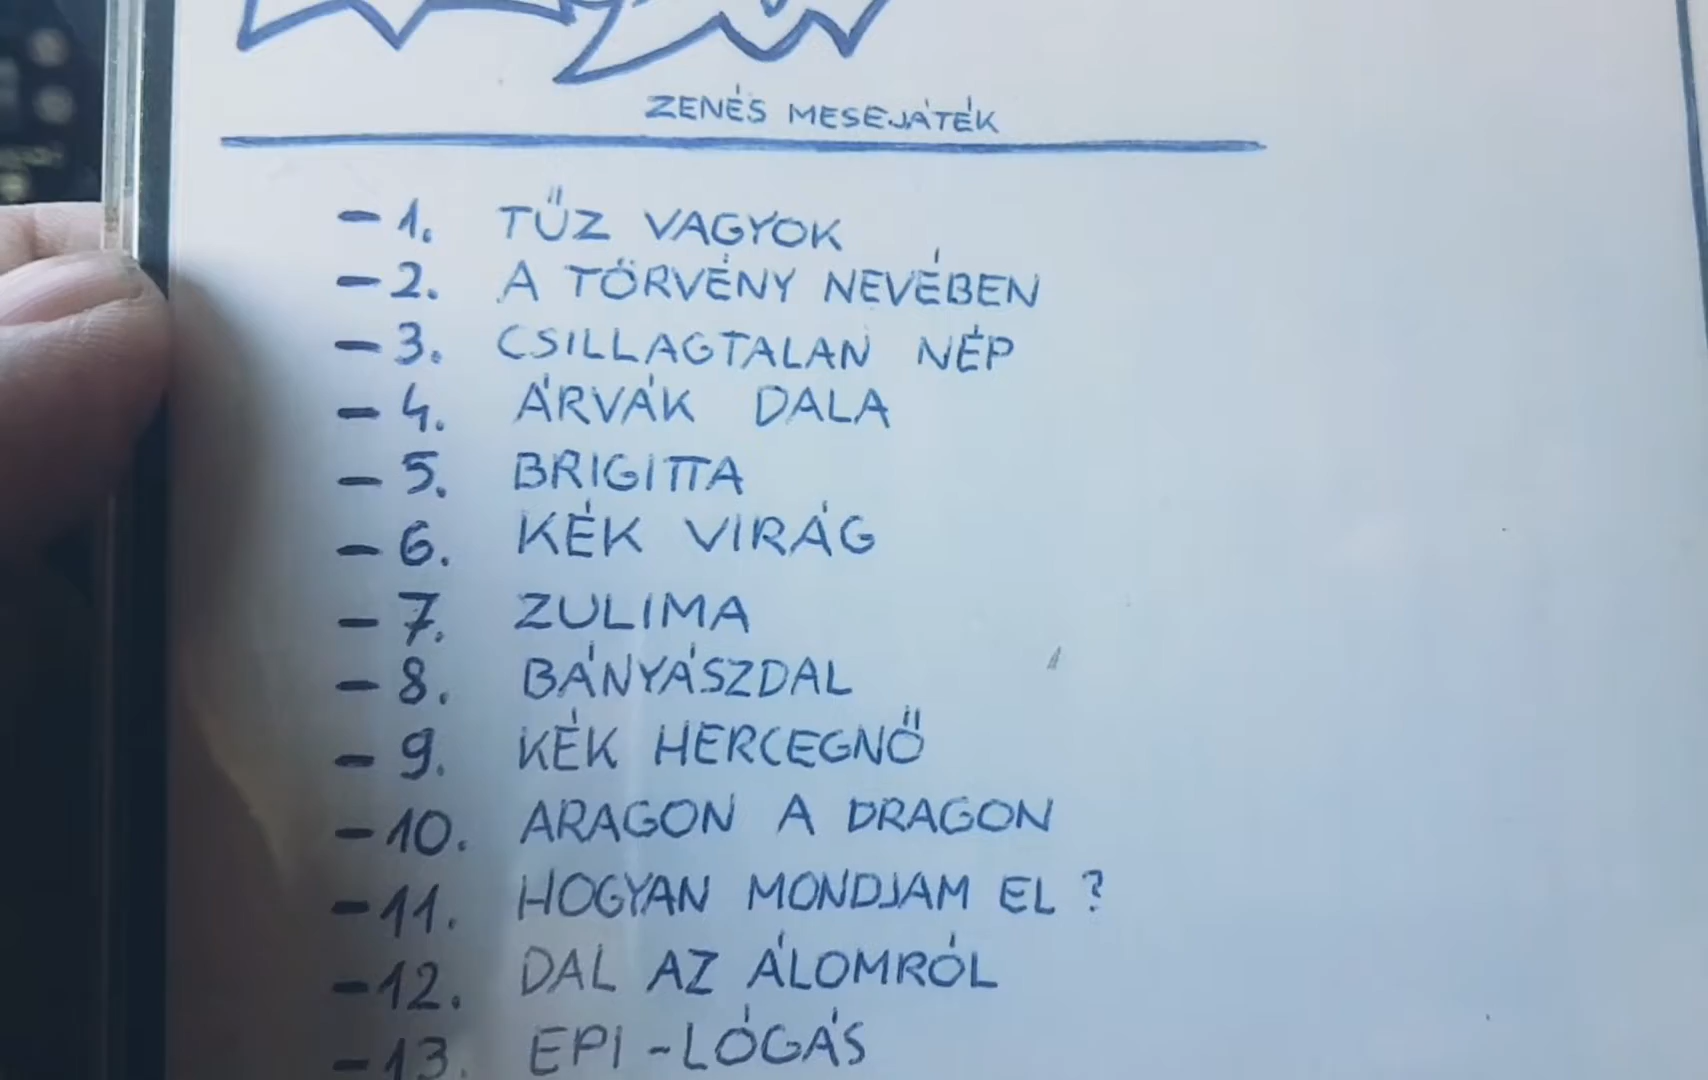 ZENÉS MESEJÁTÉK
- 1. TŰZ VAGYOK
- 2. A TÖRVÉNY NEVÉBEN
- 3. CSILLAGTALAN NÉP
- 4. ÁRVÁK DALA
- 5. BRIGITTA
- 6. KÉK VIRÁG
- 7. ZULIMA
- 8. BÁNYÁSZDAL
- 9. KÉK HERCEGNŐ
- 10. ARAGON A DRAGON
- 11. HOGYAN MONDJAM EL ?
- 12. DAL AZ ÁLOMRÓL
- 13. EPI-LÓGÁS